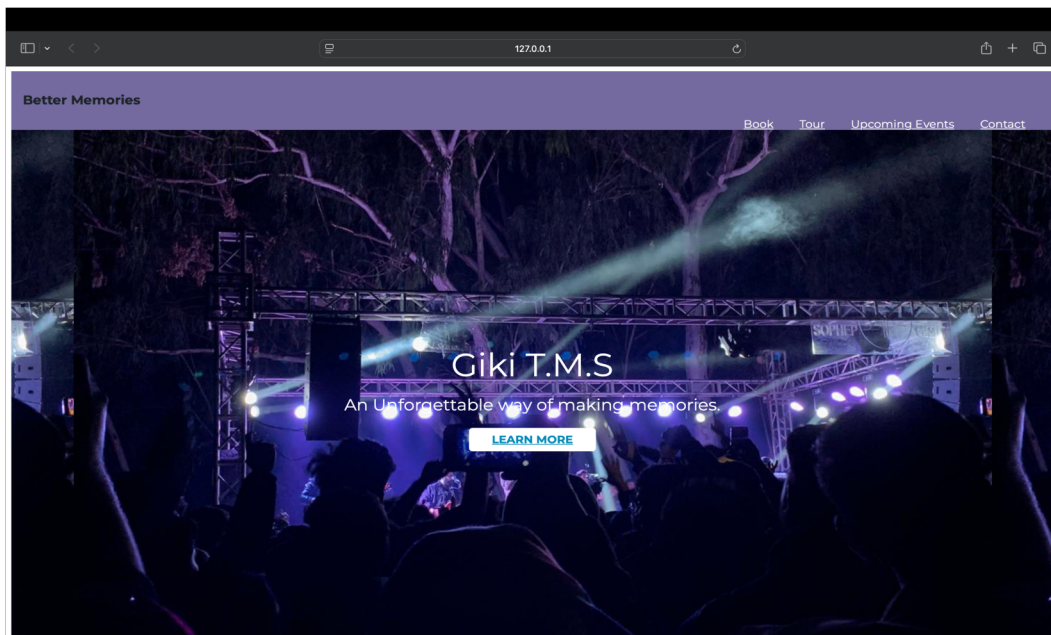 127.0.0.1
Better Memories
Book Tour Upcoming Events Contact
SOPHEP
Giki T.M.S
An Unforgettable way of making memories.
LEARN MORE